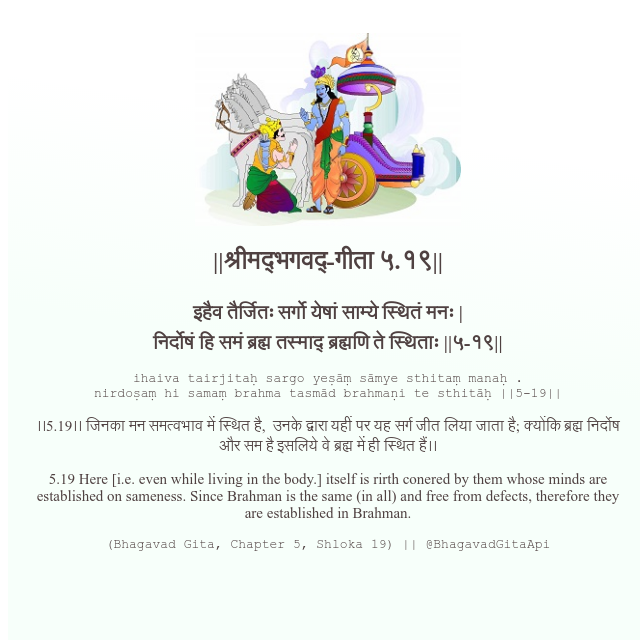 ||श्रीमद्‍भगवद्‍-गीता ५.१९||
इहैव तैर्जितः सर्गो येषां साम्ये स्थितं मनः |
निर्दोषं हि समं ब्रह्म तस्माद् ब्रह्मणि ते स्थिताः ||५-१९||
ihaiva tairjitaḥ sargo yeṣāṃ sāmye sthitaṃ manaḥ .
nirdoṣaṃ hi samaṃ brahma tasmād brahmaṇi te sthitāḥ ||5-19||
।।5.19।। जिनका मन समत्वभाव में स्थित है, उनके द्वारा यहीं पर यह सर्ग जीत लिया जाता है; क्योंकि ब्रह्म निर्दोष
और सम है इसलिये वे ब्रह्म में ही स्थित हैं।।
5.19 Here [i.e. even while living in the body.] itself is rirth conered by them whose minds are
established on sameness. Since Brahman is the same (in all) and free from defects, therefore they
are established in Brahman.
(Bhagavad Gita, Chapter 5, Shloka 19) || @BhagavadGitaApi